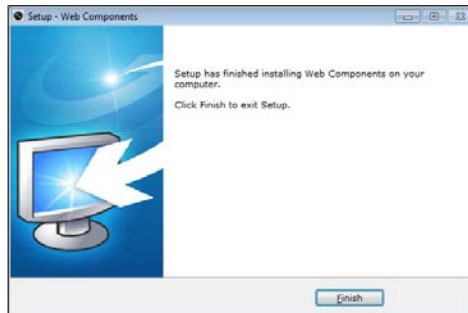 Setup - Web Components
Setup has finished installing Web Components on your
computer.
Click Finish to exit Setup.
Finish